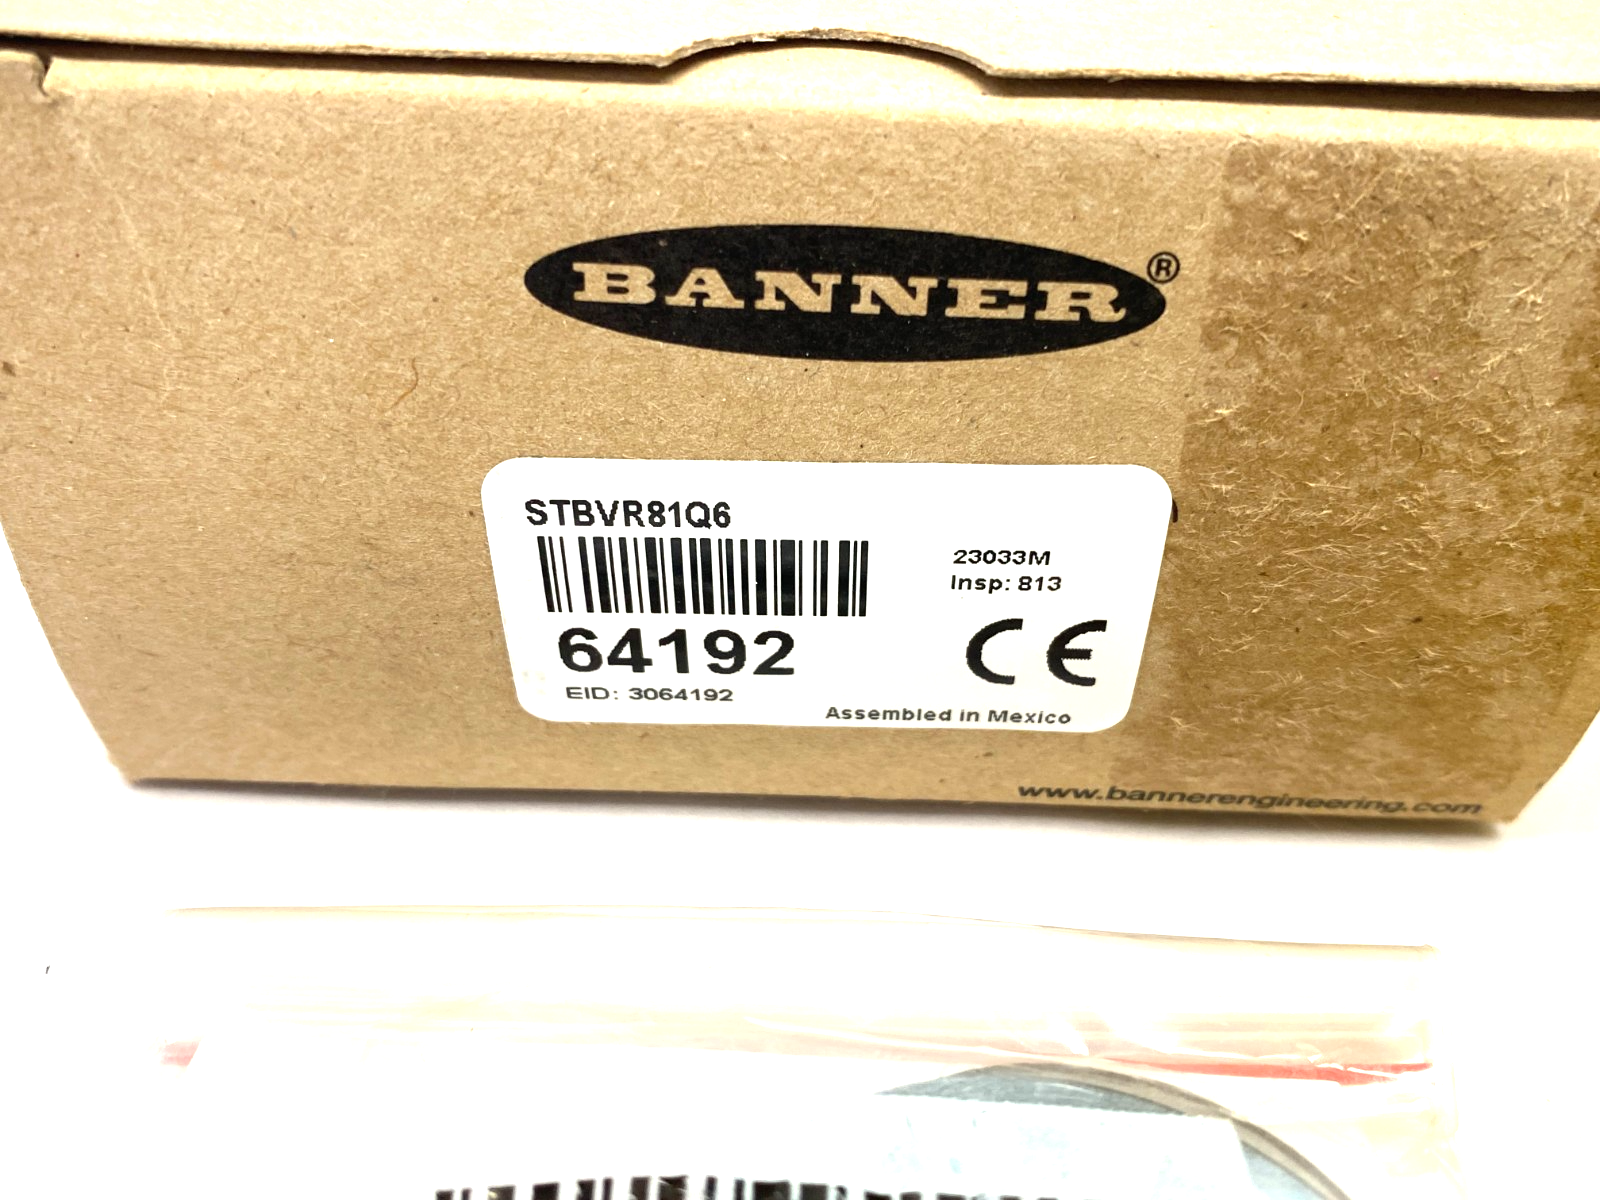 BANNER®
STBVR81Q6
23033M
Insp: 813
64192
CE
EID: 3064192
Assembled in Mexico
www.bannerengineering.com